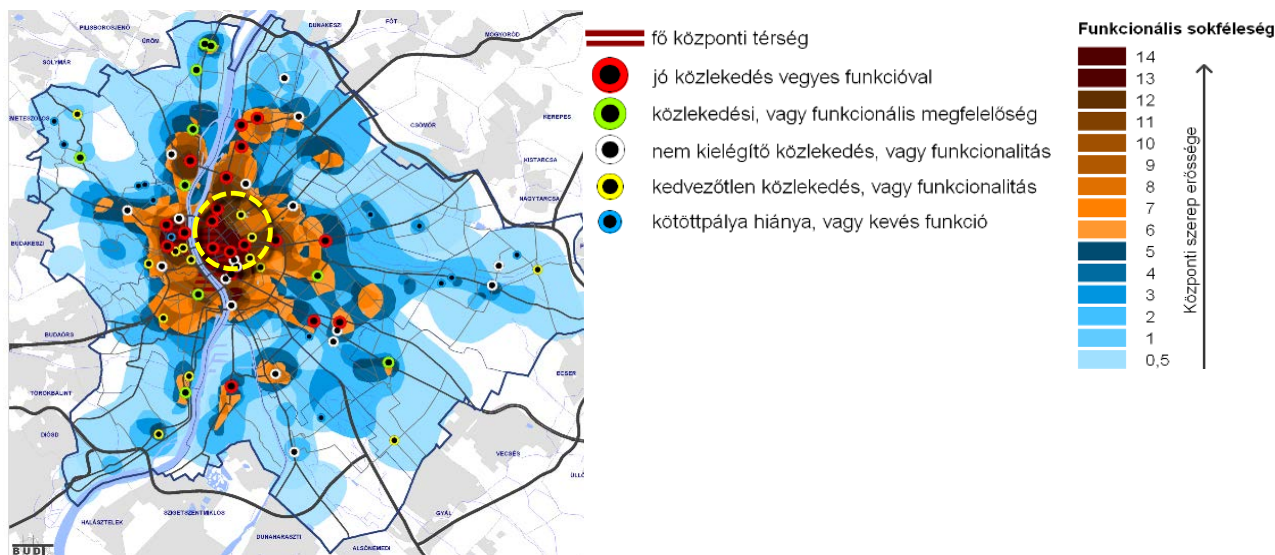 PILISBOROSJENŐ
DUNAKESZI
FÓT
MOGYORÓD
ÜRÖM
SOLYMÁR
CSÖMÖR
KEREPES
KISTARCSA
NAGYTARCSA
BUDAKESZI
BUDAÖRS
TÖRÖKBÁLINT
ECSER
DIÓSD
VECSÉS
SZIGETSZENTMIKLÓS
HALÁSZTELEK
GYÁL
DUNAHARASZTI
ALSÓNÉMEDI
fő központi térség
jó közlekedés vegyes funkcióval
közlekedési, vagy funkcionális megfelelőség
nem kielégítő közlekedés, vagy funkcionalitás
kedvezőtlen közlekedés, vagy funkcionalitás
kötöttpálya hiánya, vagy kevés funkció
Funkcionális sokféleség
14
13
12
11
10
9
8
7
6
5
4
3
2
1
0,5
Központi szerep erőssége